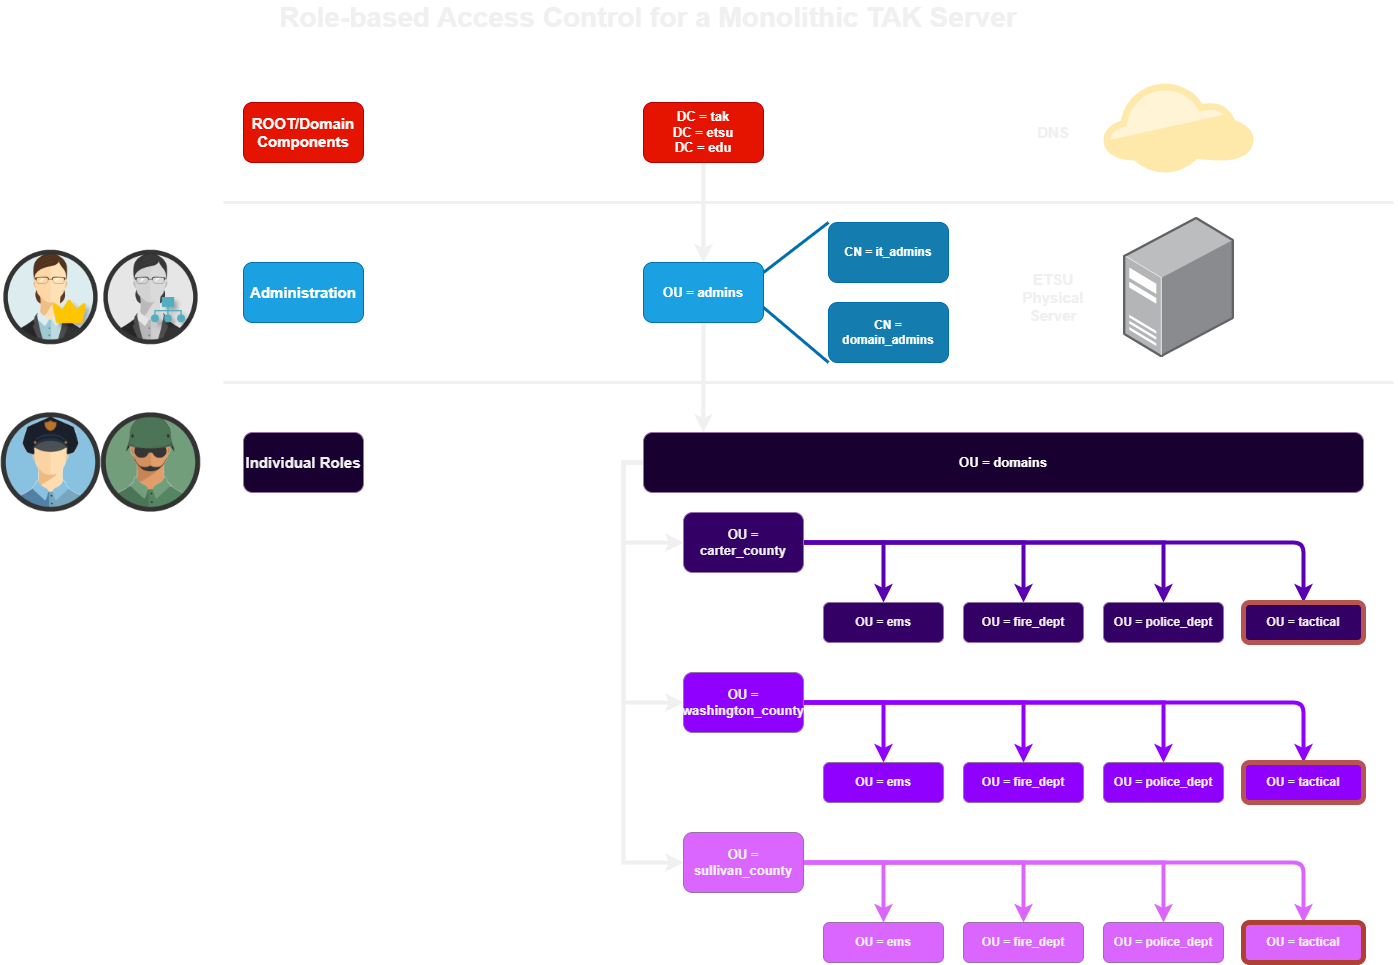 Role-based Access Control for a Monolithic TAK Server
ROOT/Domain
Components
DC = tak
DC = etsu
DC = edu
DNS
Administration
OU = admins
CN = it_admins
CN =
domain_admins
ETSU
Physical
Server
Individual Roles
OU = domains
OU =
carter_county
OU = ems
OU = fire_dept
OU = police_dept
OU = tactical
OU =
washington_county
OU = ems
OU = fire_dept
OU = police_dept
OU = tactical
OU =
sullivan_county
OU = ems
OU = fire_dept
OU = police_dept
OU = tactical